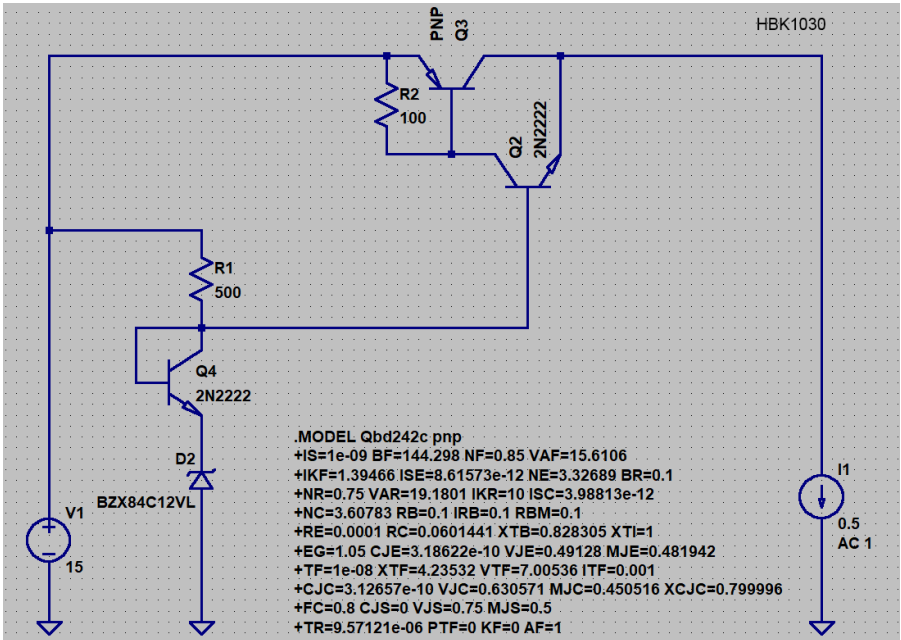 HBK1030
PNP
Q3
R2
100
Q2
2N2222
R1
500
Q4
2N2222
D2
BZX84C12VL
V1
15
I1
0.5
AC 1
.MODEL Qbd242c pnp
+IS=1e-09 BF=144.298 NF=0.85 VAF=15.6106
+IKF=1.39466 ISE=8.61573e-12 NE=3.32689 BR=0.1
+NR=0.75 VAR=19.1801 IKR=10 ISC=3.98813e-12
+NC=3.60783 RB=0.1 IRB=0.1 RBM=0.1
+RE=0.0001 RC=0.0601441 XTB=0.828305 XTI=1
+EG=1.05 CJE=3.18622e-10 VJE=0.49128 MJE=0.481942
+TF=1e-08 XTF=4.23532 VTF=7.00536 ITF=0.001
+CJC=3.12657e-10 VJC=0.630571 MJC=0.450516 XCJC=0.799996
+FC=0.8 CJS=0 VJS=0.75 MJS=0.5
+TR=9.57121e-06 PTF=0 KF=0 AF=1